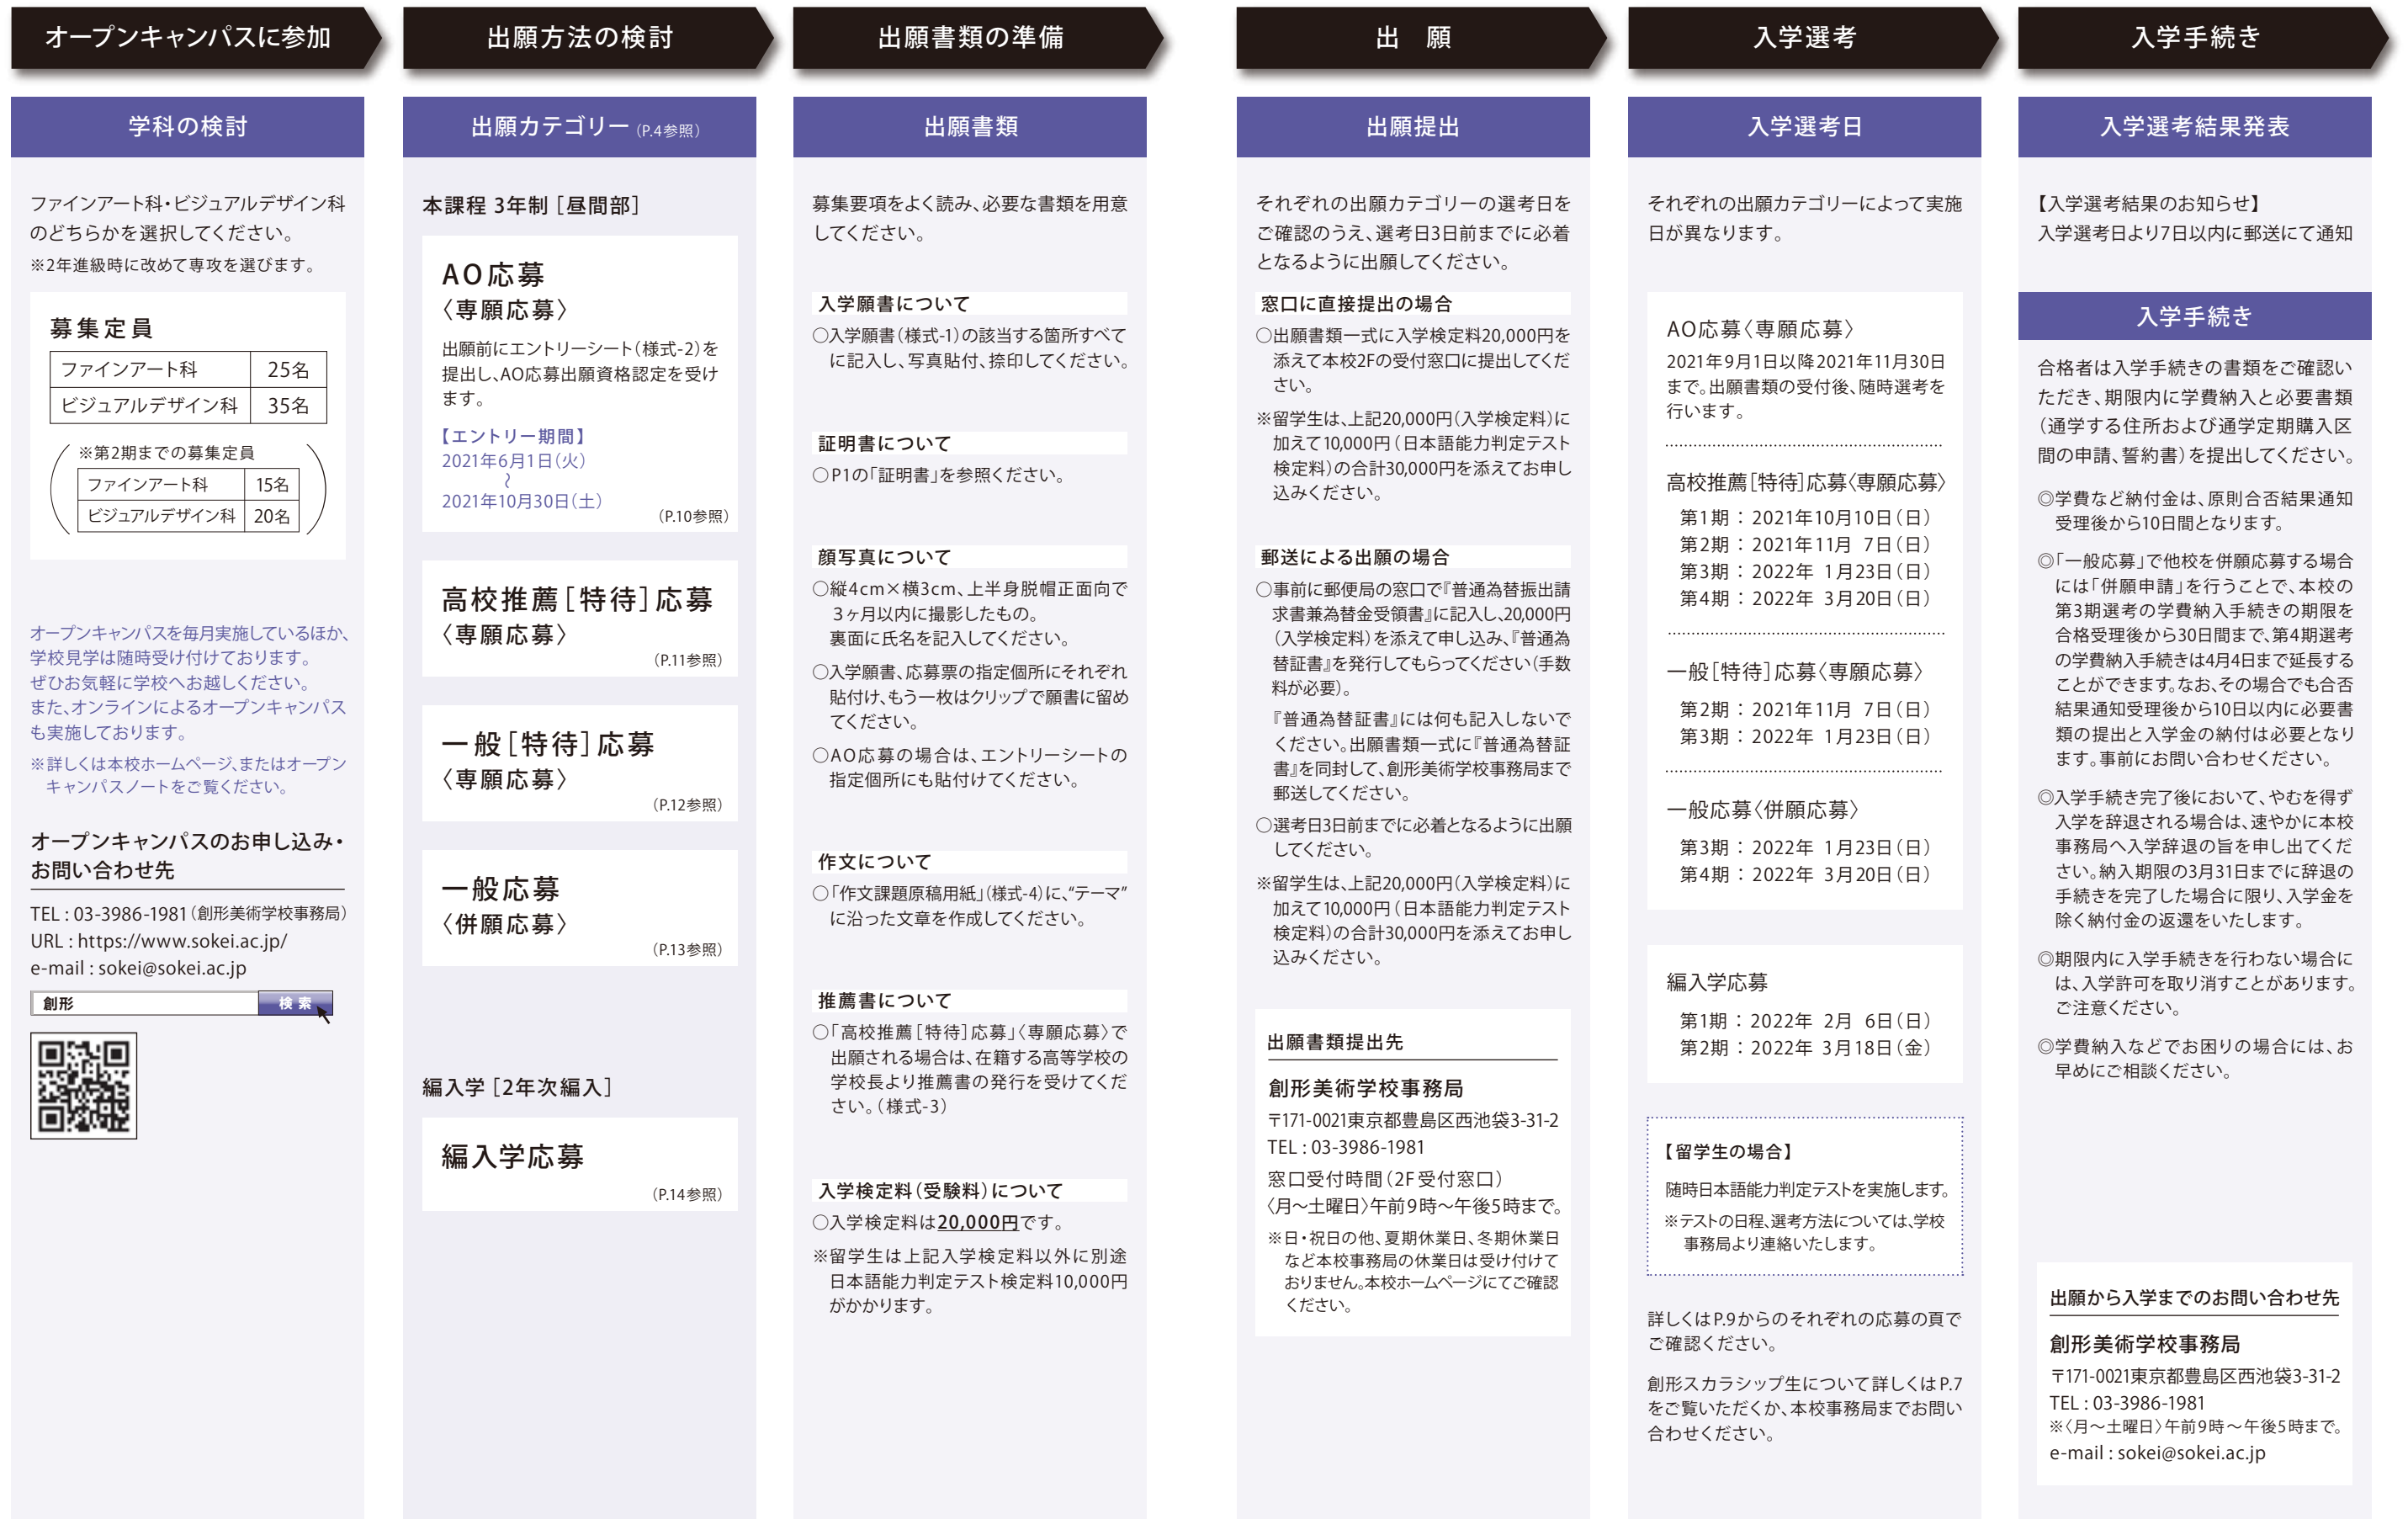 オープンキャンパスに参加
学科の検討
ファインアート科・ビジュアルデザイン科
のどちらかを選択してください。
※2年進級時に改めて専攻を選びます。
募集定員
ファインアート科 25名
ビジュアルデザイン科 35名
※第2期までの募集定員
ファインアート科 15名
ビジュアルデザイン科 20名
オープンキャンパスを毎月実施しているほか、
学校見学は随時受け付けております。
ぜひお気軽に学校へお越しください。
また、オンラインによるオープンキャンパス
も実施しております。
※詳しくは本校ホームページ、またはオープン
キャンパスノートをご覧ください。
オープンキャンパスのお申し込み・
お問い合わせ先
TEL : 03-3986-1981（創形美術学校事務局）
URL : https://www.sokei.ac.jp/
e-mail : sokei@sokei.ac.jp
創形 検 索
出願方法の検討
出願カテゴリー（P.4参照）
本課程 3年制［昼間部］
AO応募
〈専願応募〉
出願前にエントリーシート（様式-2）を
提出し、AO応募出願資格認定を受け
ます。
【エントリー期間】
2021年6月1日（火）
〜
2021年10月30日（土）
（P.10参照）
高校推薦［特待］応募
〈専願応募〉
（P.11参照）
一般［特待］応募
〈専願応募〉
（P.12参照）
一般応募
〈併願応募〉
（P.13参照）
編入学［2年次編入］
編入学応募
（P.14参照）
出願書類の準備
出願書類
募集要項をよく読み、必要な書類を用意
してください。
入学願書について
○入学願書（様式-1）の該当する箇所すべて
に記入し、写真貼付、捺印してください。
証明書について
○P1の「証明書」を参照ください。
顔写真について
○縦4cm×横3cm、上半身脱帽正面向で
３ヶ月以内に撮影したもの。
裏面に氏名を記入してください。
○入学願書、応募票の指定個所にそれぞれ
貼付け、もう一枚はクリップで願書に留め
てください。
○AO応募の場合は、エントリーシートの
指定個所にも貼付けてください。
作文について
○「作文課題原稿用紙」（様式-4）に、“テーマ”
に沿った文章を作成してください。
推薦書について
○「高校推薦［特待］応募」〈専願応募〉で
出願される場合は、在籍する高等学校の
学校長より推薦書の発行を受けてくだ
さい。（様式-3）
入学検定料（受験料）について
○入学検定料は20,000円です。
※留学生は上記入学検定料以外に別途
日本語能力判定テスト検定料10,000円
がかかります。
出　願
出願提出
それぞれの出願カテゴリーの選考日を
ご確認のうえ、選考日3日前までに必着
となるように出願してください。
窓口に直接提出の場合
○出願書類一式に入学検定料20,000円を
添えて本校2Fの受付窓口に提出してくだ
さい。
※留学生は、上記20,000円（入学検定料）に
加えて10,000円（日本語能力判定テスト
検定料）の合計30,000円を添えてお申し
込みください。
郵送による出願の場合
○事前に郵便局の窓口で『普通為替振出請
求書兼為替金受領書』に記入し、20,000円
（入学検定料）を添えて申し込み、『普通為
替証書』を発行してもらってください（手数
料が必要）。
『普通為替証書』には何も記入しないで
ください。出願書類一式に『普通為替証
書』を同封して、創形美術学校事務局まで
郵送してください。
○選考日3日前までに必着となるように出願
してください。
※留学生は、上記20,000円（入学検定料）に
加えて10,000円（日本語能力判定テスト
検定料）の合計30,000円を添えてお申し
込みください。
出願書類提出先
創形美術学校事務局
〒171-0021東京都豊島区西池袋3-31-2
TEL : 03-3986-1981
窓口受付時間（2F受付窓口）
〈月〜土曜日〉午前9時〜午後5時まで。
※日・祝日の他、夏期休業日、冬期休業日
など本校事務局の休業日は受け付けて
おりません。本校ホームページにてご確認
ください。
入学選考
入学選考日
それぞれの出願カテゴリーによって実施
日が異なります。
AO応募〈専願応募〉
2021年9月1日以降2021年11月30日
まで。出願書類の受付後、随時選考を
行います。
高校推薦［特待］応募〈専願応募〉
第1期：2021年10月10日（日）
第2期：2021年11月 7日（日）
第3期：2022年 1月23日（日）
第4期：2022年 3月20日（日）
一般［特待］応募〈専願応募〉
第2期：2021年11月 7日（日）
第3期：2022年 1月23日（日）
一般応募〈併願応募〉
第3期：2022年 1月23日（日）
第4期：2022年 3月20日（日）
編入学応募
第1期：2022年 2月 6日（日）
第2期：2022年 3月18日（金）
【留学生の場合】
随時日本語能力判定テストを実施します。
※テストの日程、選考方法については、学校
事務局より連絡いたします。
詳しくはP.9からのそれぞれの応募の頁で
ご確認ください。
創形スカラシップ生について詳しくはP.7
をご覧いただくか、本校事務局までお問い
合わせください。
入学手続き
入学選考結果発表
【入学選考結果のお知らせ】
入学選考日より7日以内に郵送にて通知
入学手続き
合格者は入学手続きの書類をご確認い
ただき、期限内に学費納入と必要書類
（通学する住所および通学定期購入区
間の申請、誓約書）を提出してください。
◎学費など納付金は、原則合否結果通知
受理後から10日間となります。
◎「一般応募」で他校を併願応募する場合
には「併願申請」を行うことで、本校の
第3期選考の学費納入手続きの期限を
合格受理後から30日間まで、第4期選考
の学費納入手続きは4月4日まで延長する
ことができます。なお、その場合でも合否
結果通知受理後から10日以内に必要書
類の提出と入学金の納付は必要となり
ます。事前にお問い合わせください。
◎入学手続き完了後において、やむを得ず
入学を辞退される場合は、速やかに本校
事務局へ入学辞退の旨を申し出てくだ
さい。納入期限の3月31日までに辞退の
手続きを完了した場合に限り、入学金を
除く納付金の返還をいたします。
◎期限内に入学手続きを行わない場合に
は、入学許可を取り消すことがあります。
ご注意ください。
◎学費納入などでお困りの場合には、お
早めにご相談ください。
出願から入学までのお問い合わせ先
創形美術学校事務局
〒171-0021東京都豊島区西池袋3-31-2
TEL : 03-3986-1981
※〈月〜土曜日〉午前9時〜午後5時まで。
e-mail : sokei@sokei.ac.jp